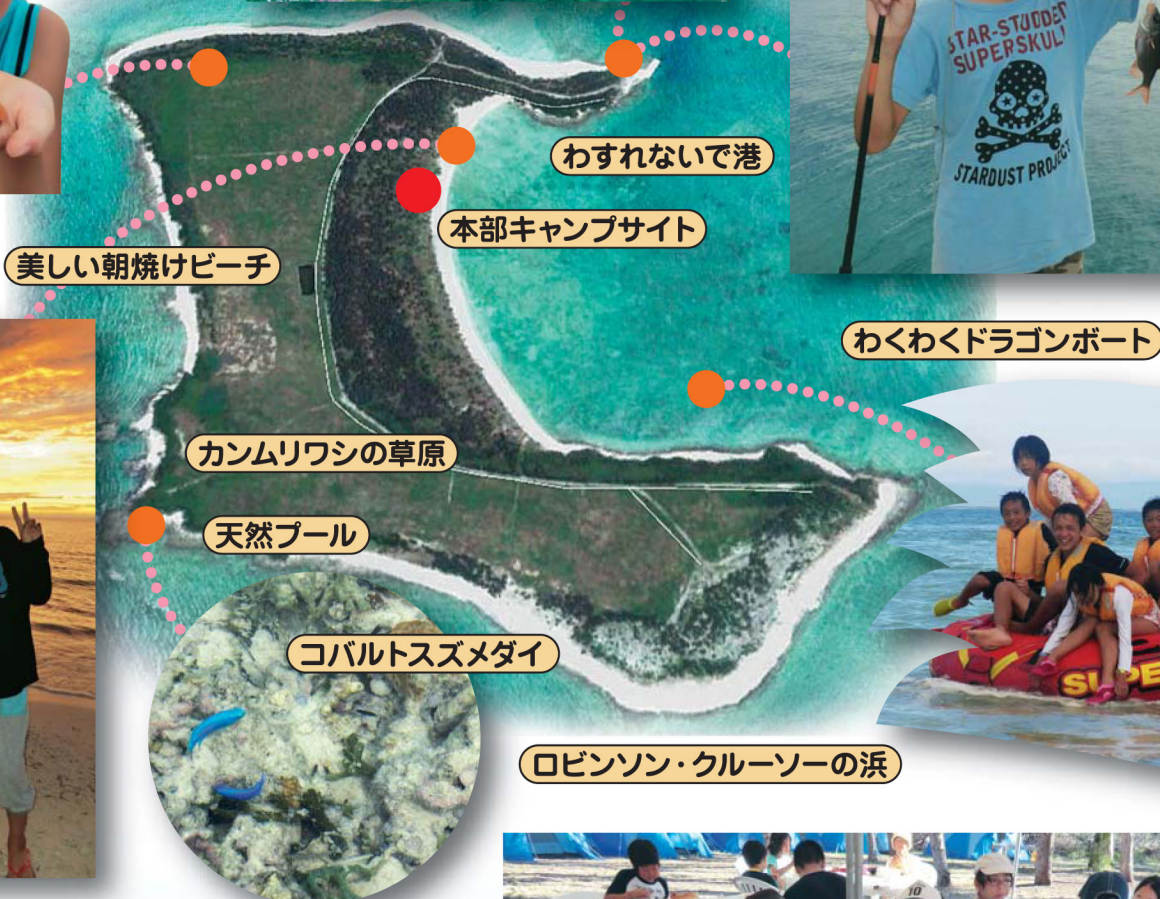 STAR-STUDDED
SUPERSKULL
STARDUST PROJECT
わすれないで港
本部キャンプサイト
美しい朝焼けビーチ
わくわくドラゴンボート
カンムリワシの草原
天然プール
コバルトスズメダイ
ロビンソン・クルーソーの浜
10